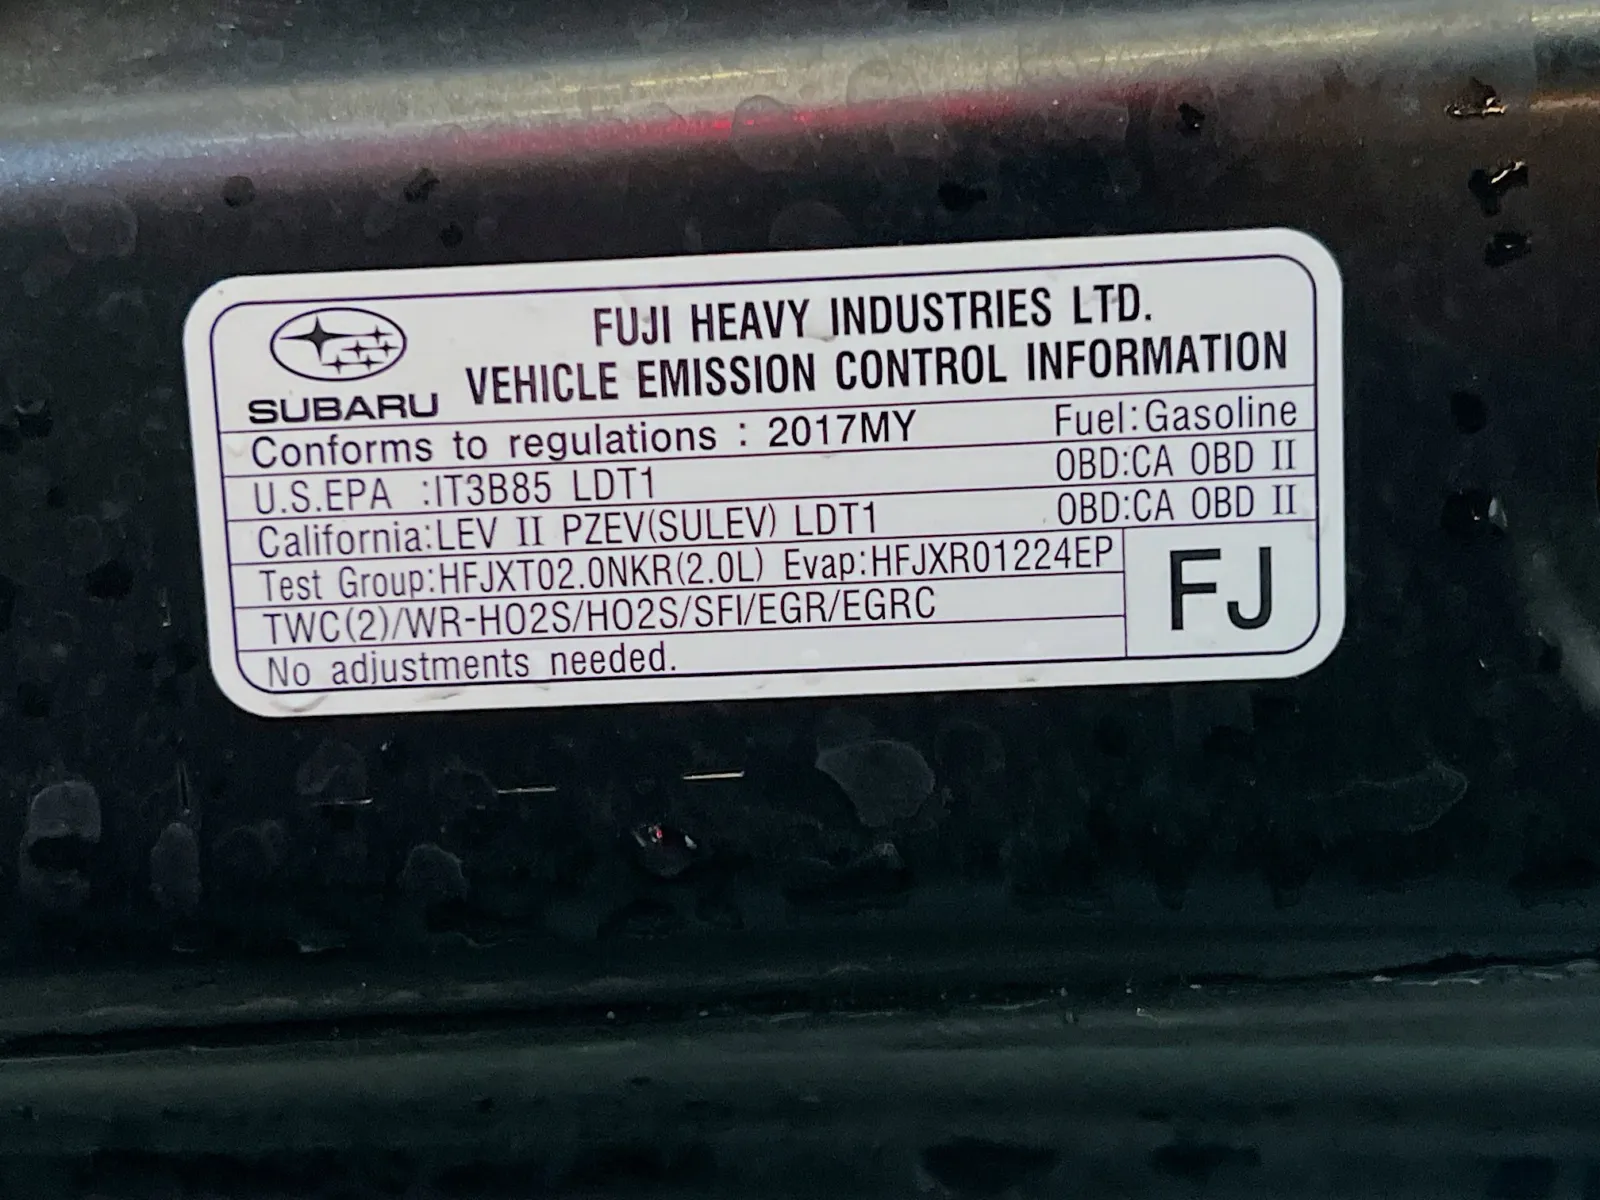 FUJI HEAVY INDUSTRIES LTD.
SUBARU VEHICLE EMISSION CONTROL INFORMATION
Conforms to regulations : 2017MY Fuel:Gasoline
U.S.EPA :IT3B85 LDT1 OBD:CA OBD II
California:LEV II PZEV(SULEV) LDT1 OBD:CA OBD II
Test Group:HFJXT02.0NKR(2.0L) Evap:HFJXR01224EP
TWC(2)/WR-HO2S/HO2S/SFI/EGR/EGRC
No adjustments needed.
FJ